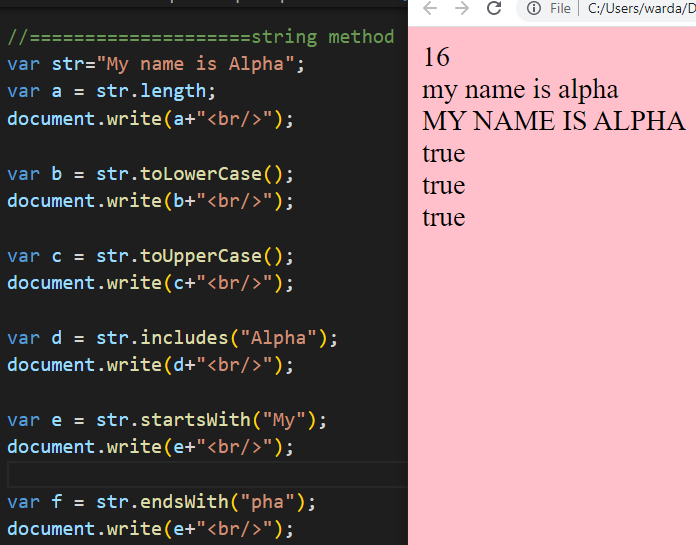 //====================string method
var str="My name is Alpha";
var a = str.length;
document.write(a+"<br/>");
var b = str.toLowerCase();
document.write(b+"<br/>");
var c = str.toUpperCase();
document.write(c+"<br/>");
var d = str.includes("Alpha");
document.write(d+"<br/>");
var e = str.startsWith("My");
document.write(e+"<br/>");
var f = str.endsWith("pha");
document.write(e+"<br/>");
File | C:/Users/warda/D
16
my name is alpha
MY NAME IS ALPHA
true
true
true